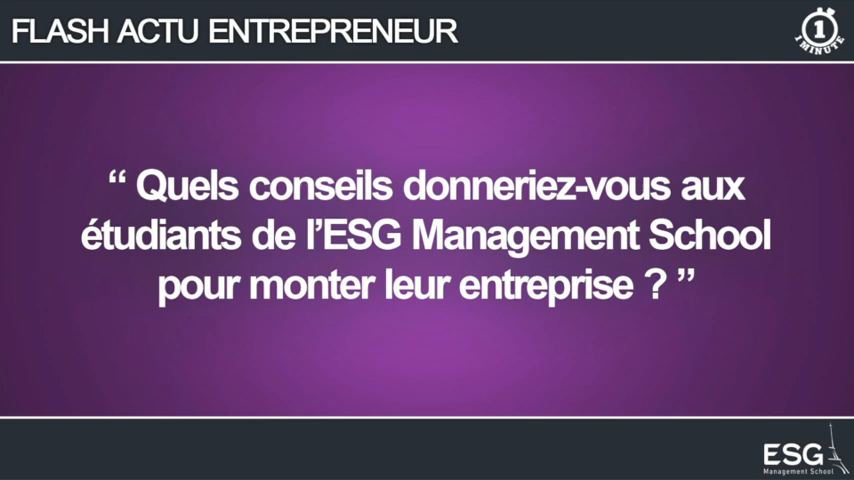 FLASH ACTU ENTREPRENEUR
1
1 MINUTE
“ Quels conseils donneriez-vous aux
étudiants de l’ESG Management School
pour monter leur entreprise ? ”
ESG
Management School